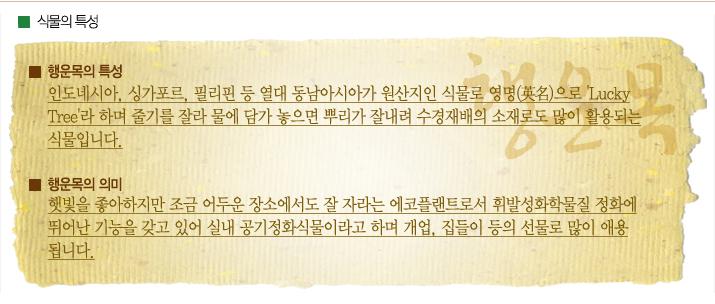 식물의 특성
행운목
행운목의 특성
인도네시아, 싱가포르, 필리핀 등 열대 동남아시아가 원산지인 식물로 영명(英名)으로 'Lucky
Tree'라 하며 줄기를 잘라 물에 담가 놓으면 뿌리가 잘내려 수경재배의 소재로도 많이 활용되는
식물입니다.
행운목의 의미
햇빛을 좋아하지만 조금 어두운 장소에서도 잘 자라는 에코플랜트로서 휘발성화학물질 정화에
뛰어난 기능을 갖고 있어 실내 공기정화식물이라고 하며 개업, 집들이 등의 선물로 많이 애용
됩니다.